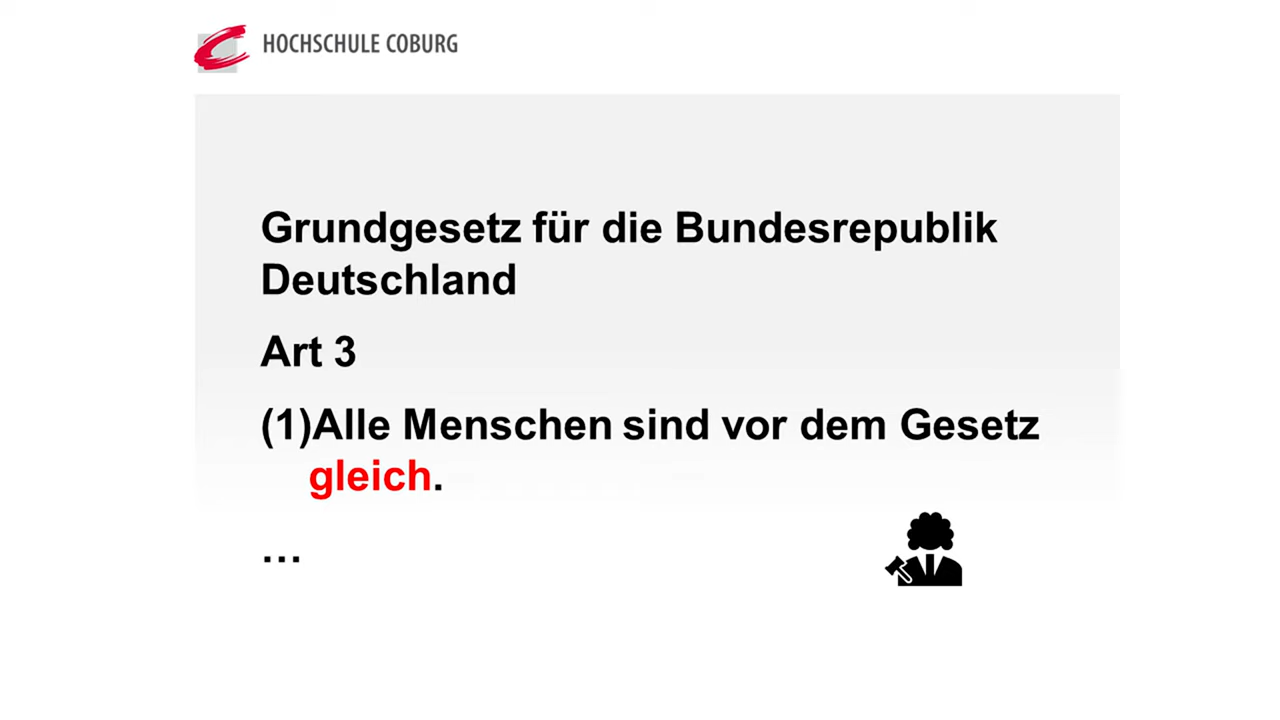 HOCHSCHULE COBURG
Grundgesetz für die Bundesrepublik
Deutschland
Art 3
(1)Alle Menschen sind vor dem Gesetz
gleich.
…